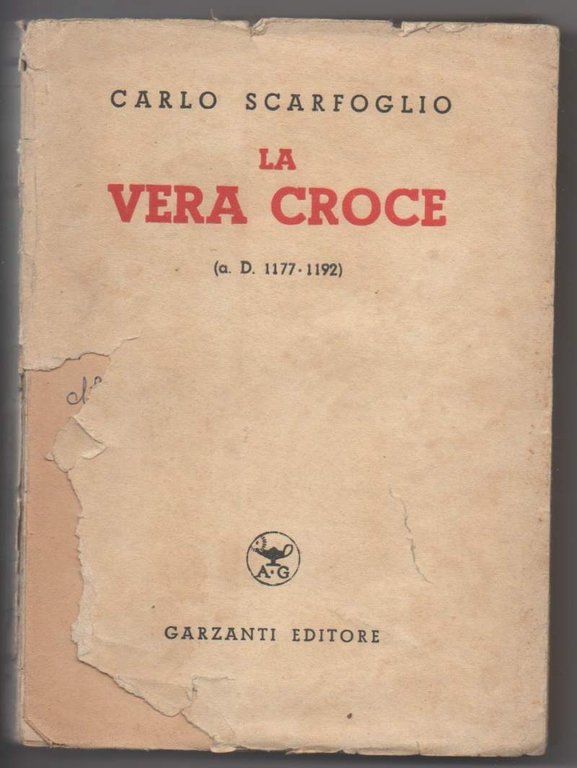 CARLO SCARFOGLIO
LA
VERA CROCE
(a. D. 1177-1192)
A·G
GARZANTI EDITORE